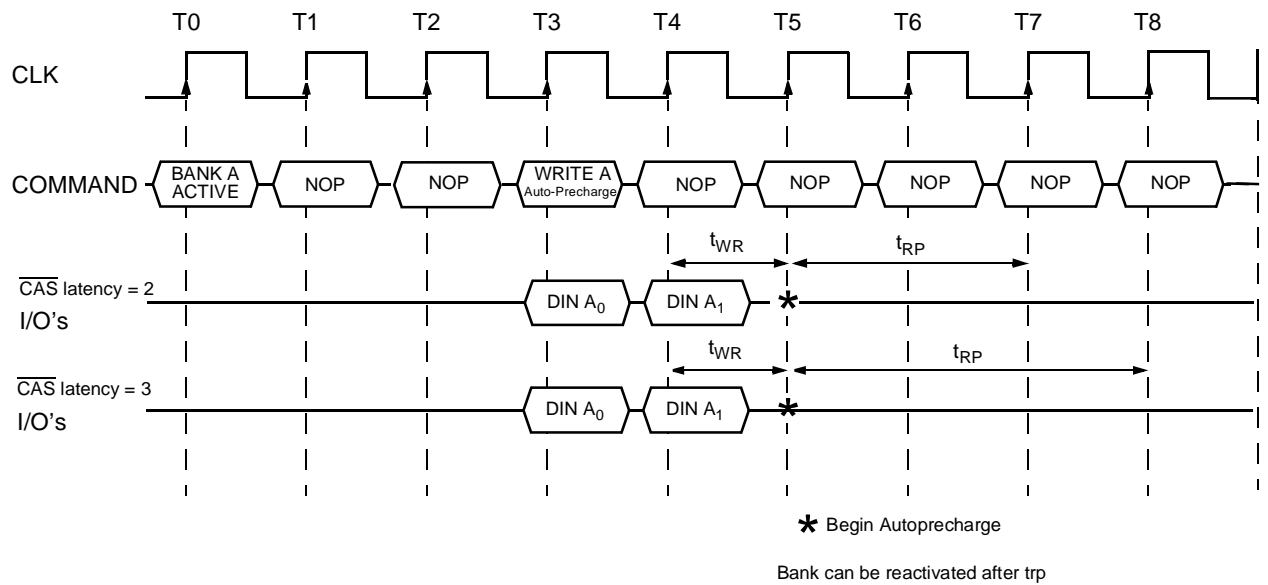 T0 T1 T2 T3 T4 T5 T6 T7 T8
CLK
COMMAND
BANK A
ACTIVE
NOP
NOP
WRITE A
Auto-Precharge
NOP
NOP
NOP
NOP
NOP
tWR
tRP
CAS latency = 2
I/O's
DIN A0
DIN A1
*
tWR
tRP
CAS latency = 3
I/O's
DIN A0
DIN A1
*
* Begin Autoprecharge
Bank can be reactivated after trp